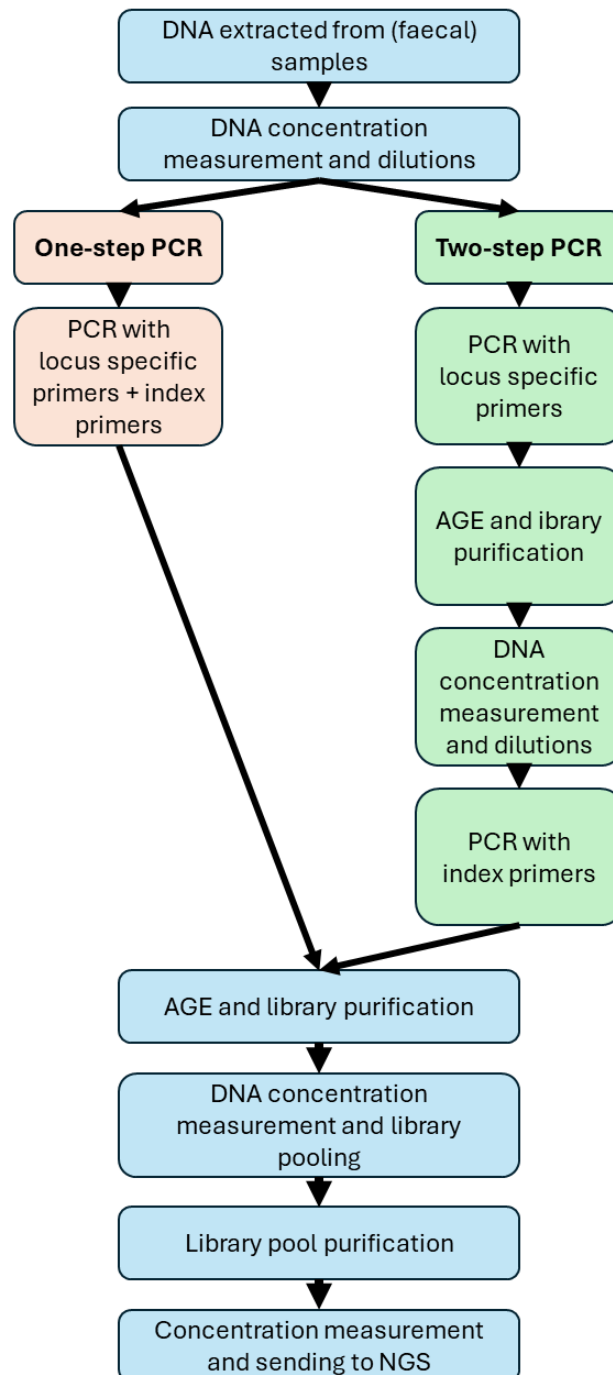 DNA extracted from (faecal)
samples
DNA concentration
measurement and dilutions
One-step PCR
Two-step PCR
PCR with
locus specific
primers + index
primers
PCR with
locus specific
primers
AGE and ibrary
purification
DNA
concentration
measurement
and dilutions
PCR with
index primers
AGE and library purification
DNA concentration
measurement and library
pooling
Library pool purification
Concentration measurement
and sending to NGS